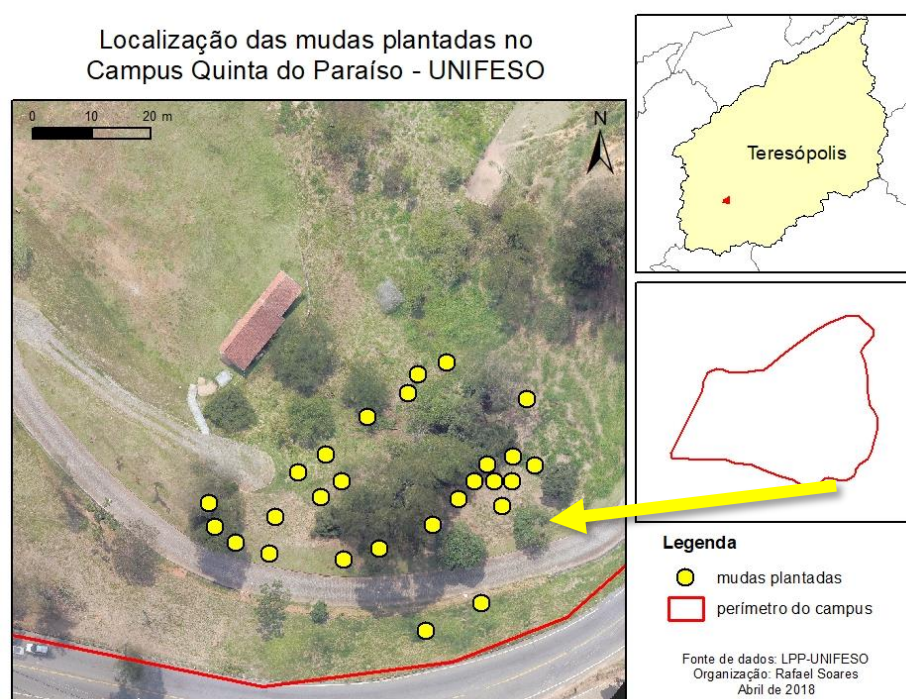 Localização das mudas plantadas no
Campus Quinta do Paraíso - UNIFESO
0 10 20 m
N
Teresópolis
Legenda
mudas plantadas
perímetro do campus
Fonte de dados: LPP-UNIFESO
Organização: Rafael Soares
Abril de 2018